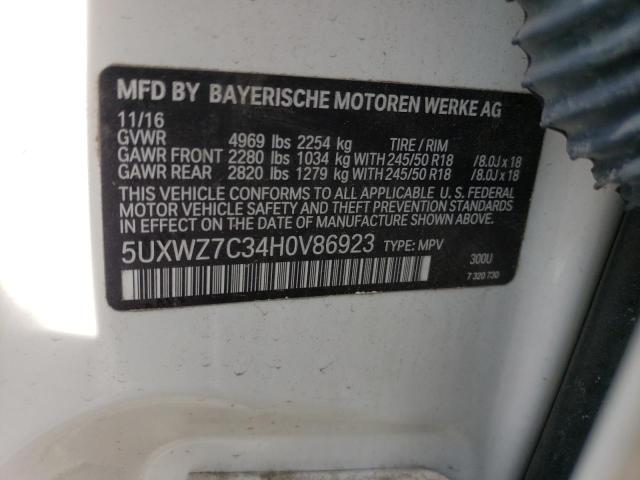 MFD BY BAYERISCHE MOTOREN WERKE AG
11/16
GVWR 4969 lbs 2254 kg TIRE / RIM
GAWR FRONT 2280 lbs 1034 kg WITH 245/50 R18 /8.0J x 18
GAWR REAR 2820 lbs 1279 kg WITH 245/50 R18 /8.0J x 18
THIS VEHICLE CONFORMS TO ALL APPLICABLE U. S. FEDERAL
MOTOR VEHICLE SAFETY AND THEFT PREVENTION STANDARDS
IN EFFECT ON THE DATE OF MANUFACTURE SHOWN ABOVE.
5UXWZ7C34H0V86923 TYPE: MPV 300U
7 320 730